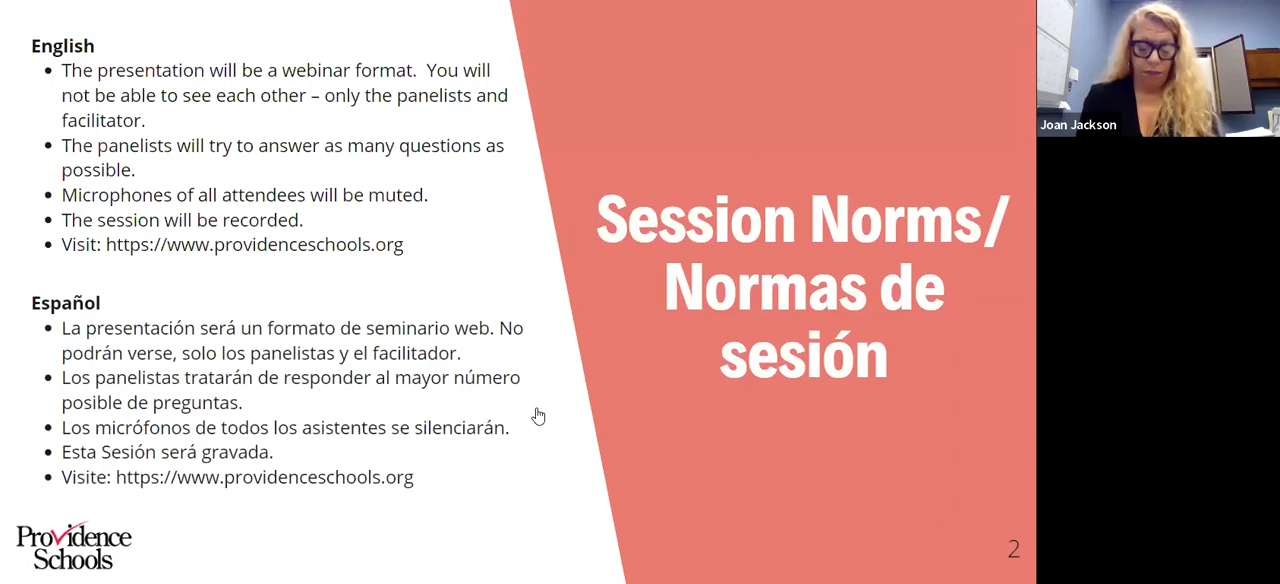 English
The presentation will be a webinar format.  You will
not be able to see each other – only the panelists and
facilitator.
The panelists will try to answer as many questions as
possible.
Microphones of all attendees will be muted.
The session will be recorded.
Visit: https://www.providenceschools.org
Español
La presentación será un formato de seminario web. No
podrán verse, solo los panelistas y el facilitador.
Los panelistas tratarán de responder al mayor número
posible de preguntas.
Los micrófonos de todos los asistentes se silenciarán.
Esta Sesión será gravada.
Visite: https://www.providenceschools.org
Providence
Schools
Session Norms/
Normas de
sesión
2
Joan Jackson